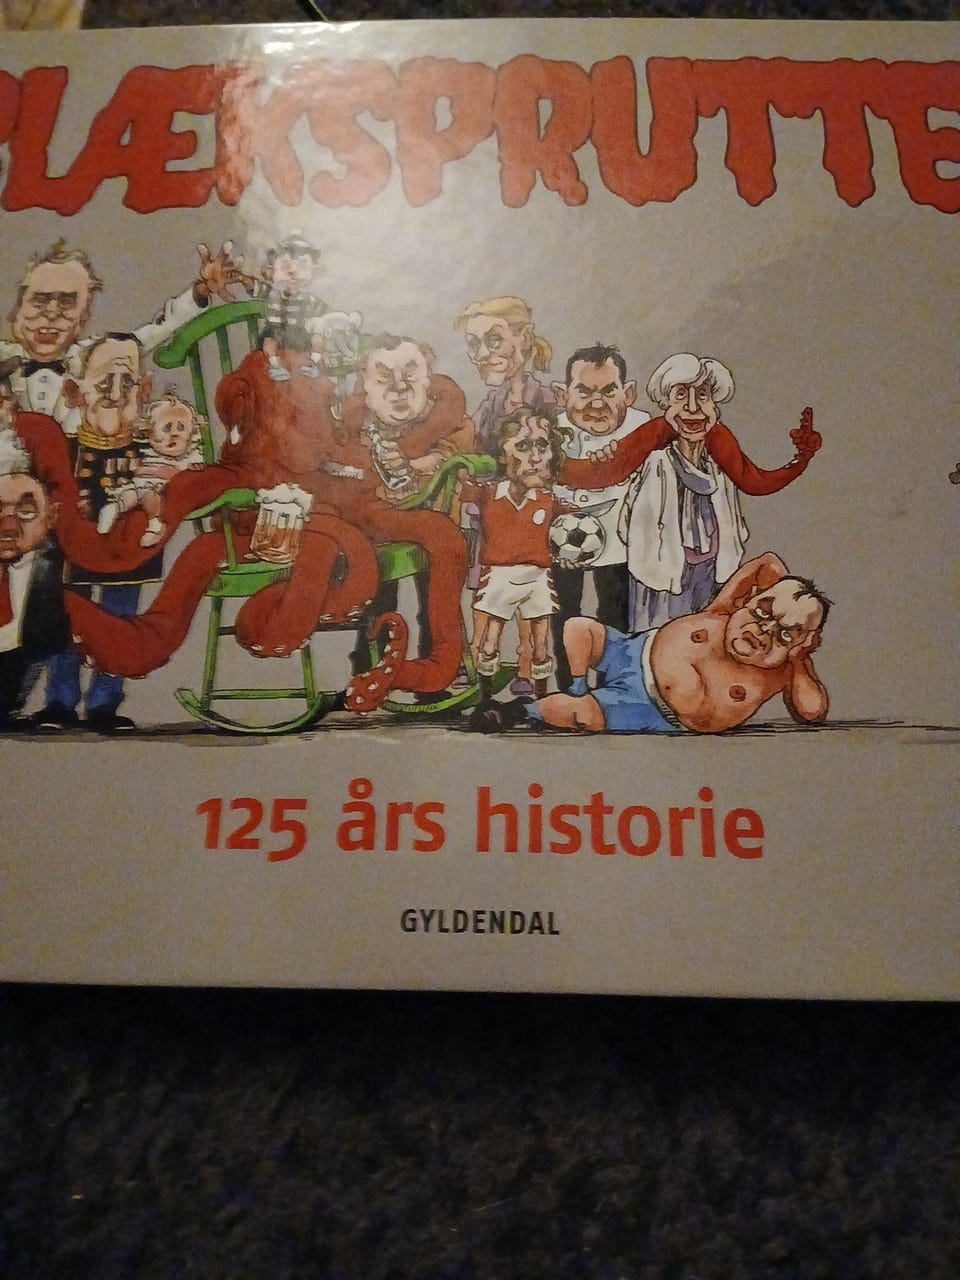 LÆKSPRUTTE
125 års historie
GYLDENDAL